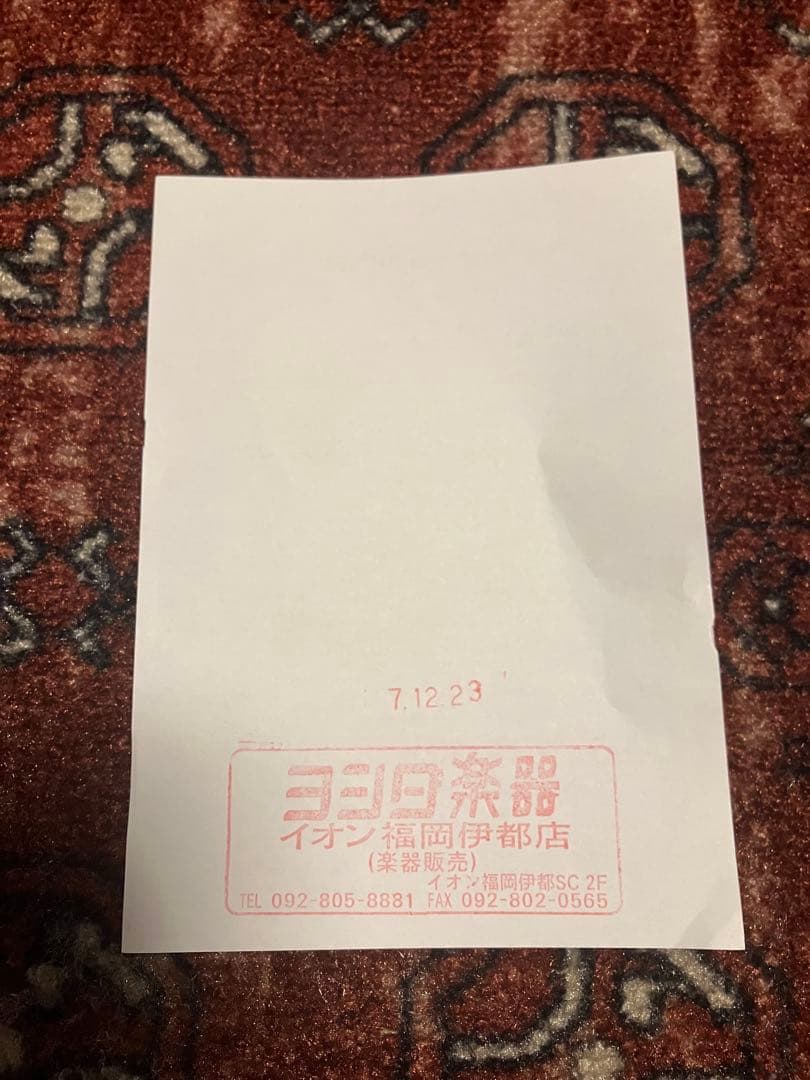 7.12.23
ヨシダ楽器
イオン福岡伊都店
(楽器販売)
イオン福岡伊都SC 2F
TEL 092-805-8881 FAX 092-802-0565